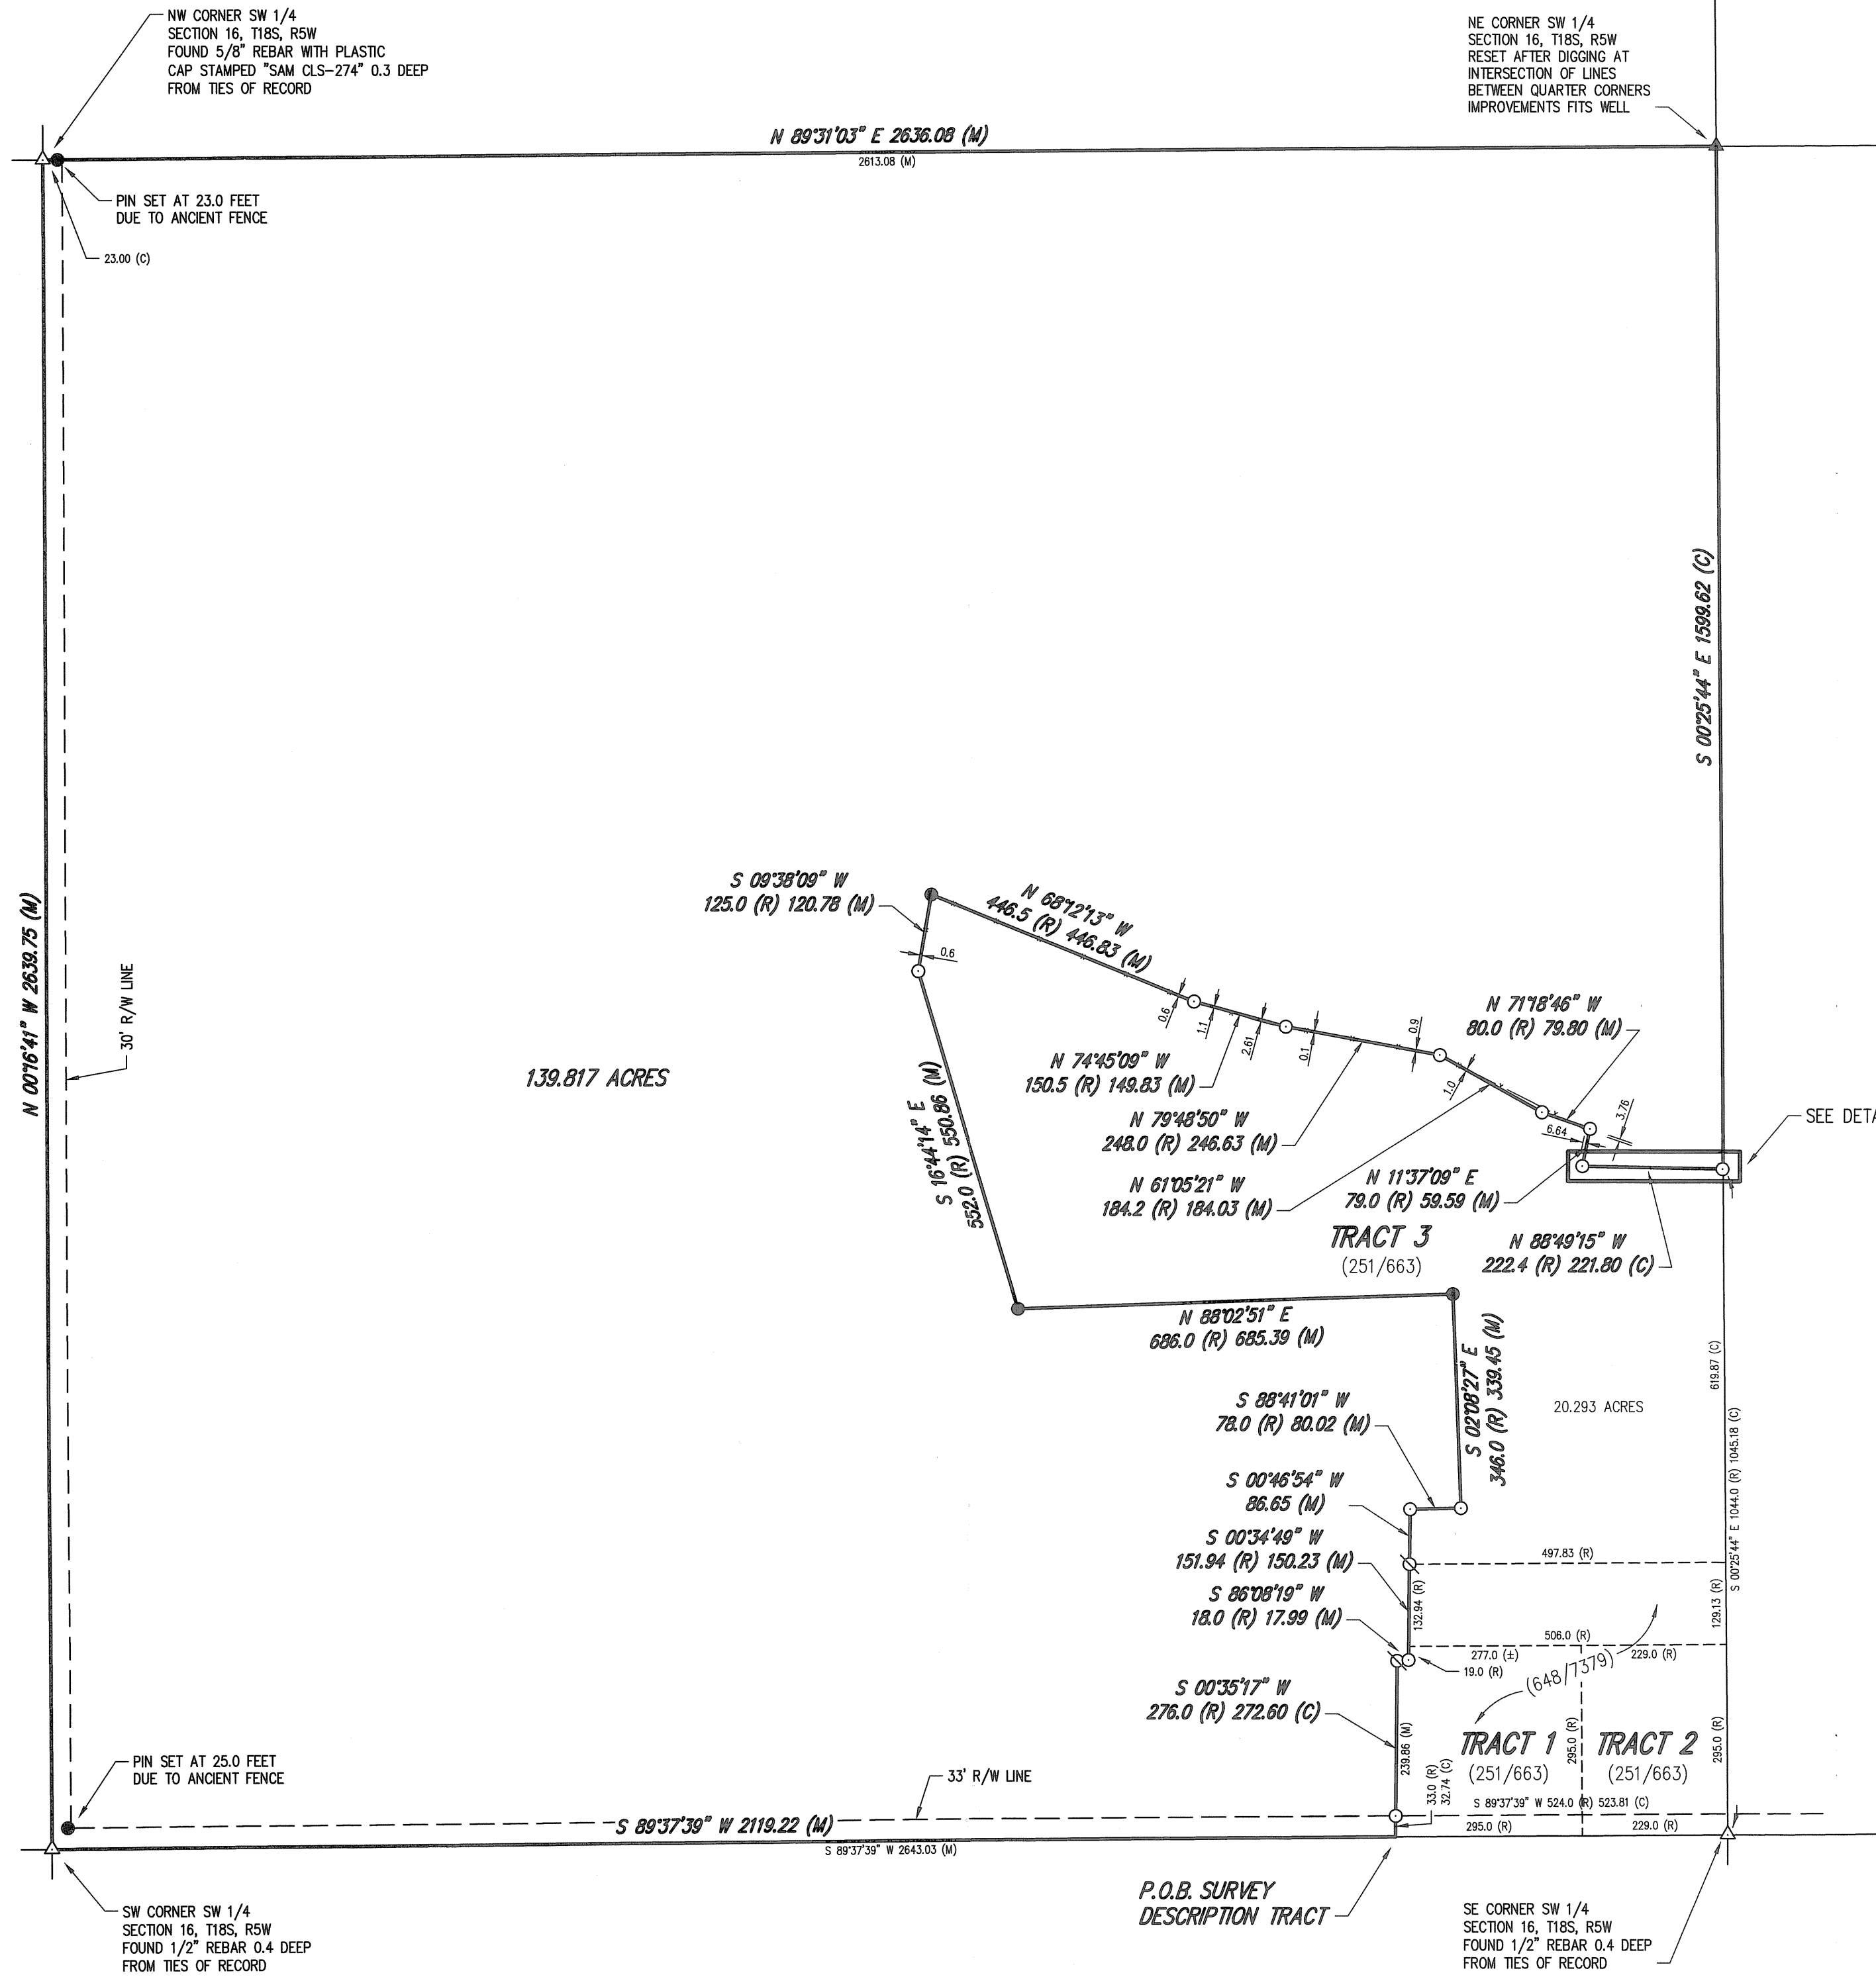 NW CORNER SW 1/4
SECTION 16, T18S, R5W
FOUND 5/8" REBAR WITH PLASTIC
CAP STAMPED "SAM CLS-274" 0.3 DEEP
FROM TIES OF RECORD
NE CORNER SW 1/4
SECTION 16, T18S, R5W
RESET AFTER DIGGING AT
INTERSECTION OF LINES
BETWEEN QUARTER CORNERS
IMPROVEMENTS FITS WELL
N 89°31'03" E 2636.08 (M)
2613.08 (M)
PIN SET AT 23.0 FEET
DUE TO ANCIENT FENCE
23.00 (C)
S 00°25'44" E 1599.62 (C)
N 00°16'41" W 2639.75 (M)
30' R/W LINE
139.817 ACRES
S 09°38'09" W
125.0 (R) 120.78 (M)
0.6
N 68°12'13" W
446.5 (R) 446.83 (M)
0.6
1.1
2.61
0.1
0.9
1.0
N 71°18'46" W
80.0 (R) 79.80 (M)
3.76
6.64
SEE DETA
N 74°45'09" W
150.5 (R) 149.83 (M)
N 79°48'50" W
248.0 (R) 246.63 (M)
N 61°05'21" W
184.2 (R) 184.03 (M)
N 11°37'09" E
79.0 (R) 59.59 (M)
S 16°44'14" E
552.0 (R) 550.86 (M)
TRACT 3
(251/663)
N 88°49'15" W
222.4 (R) 221.80 (C)
N 88°02'51" E
686.0 (R) 685.39 (M)
S 02°08'27" E
346.0 (R) 339.45 (M)
619.87 (C)
S 88°41'01" W
78.0 (R) 80.02 (M)
20.293 ACRES
S 00°25'44" E 1044.0 (R) 1045.18 (C)
S 00°46'54" W
86.65 (M)
S 00°34'49" W
151.94 (R) 150.23 (M)
497.83 (R)
132.94 (R)
129.13 (R)
S 86°08'19" W
18.0 (R) 17.99 (M)
506.0 (R)
277.0 (±)
229.0 (R)
19.0 (R)
(648/7379)
S 00°35'17" W
276.0 (R) 272.60 (C)
239.86 (M)
295.0 (R)
295.0 (R)
TRACT 1
(251/663)
TRACT 2
(251/663)
33.0 (R)
32.74 (C)
PIN SET AT 25.0 FEET
DUE TO ANCIENT FENCE
33' R/W LINE
S 89°37'39" W 524.0 (R) 523.81 (C)
S 89°37'39" W 2119.22 (M)
295.0 (R)
229.0 (R)
S 89°37'39" W 2643.03 (M)
P.O.B. SURVEY
DESCRIPTION TRACT
SW CORNER SW 1/4
SECTION 16, T18S, R5W
FOUND 1/2" REBAR 0.4 DEEP
FROM TIES OF RECORD
SE CORNER SW 1/4
SECTION 16, T18S, R5W
FOUND 1/2" REBAR 0.4 DEEP
FROM TIES OF RECORD